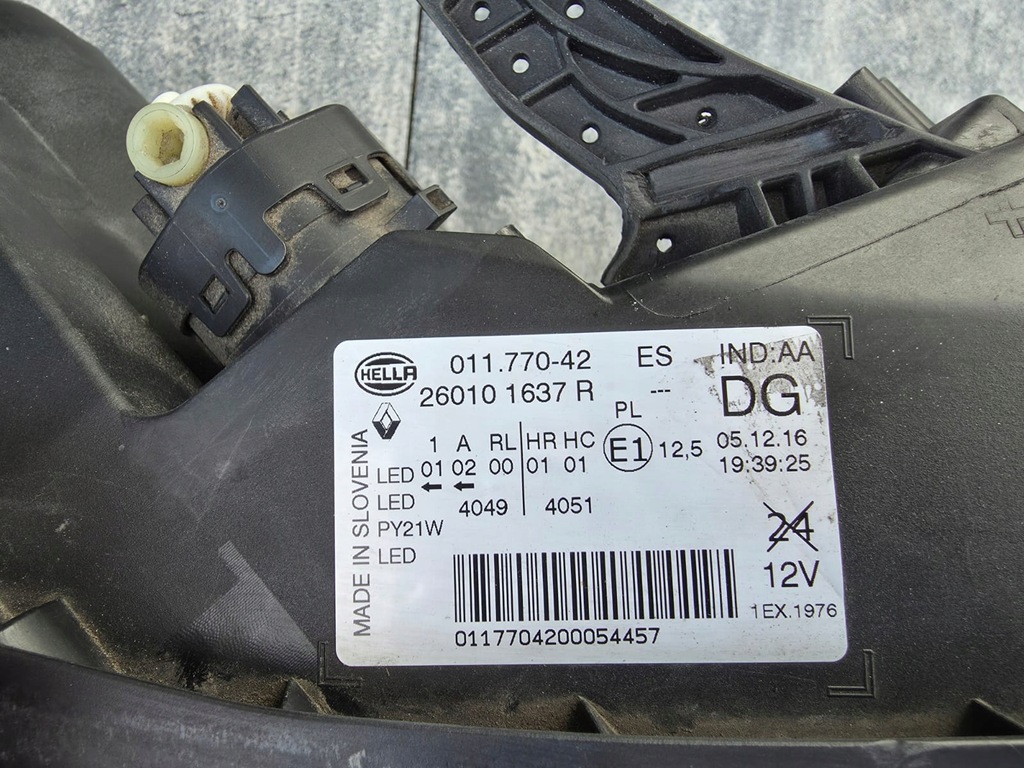 HELLA
011.770-42 ES IND:AA
26010 1637 R --- DG
PL
1 A RL HR HC E1 12,5 05.12.16
LED 01 02 00 01 01 19:39:25
LED 4049 4051
PY21W 24
LED 12V
1EX.1976
0117704200054457
MADE IN SLOVENIA